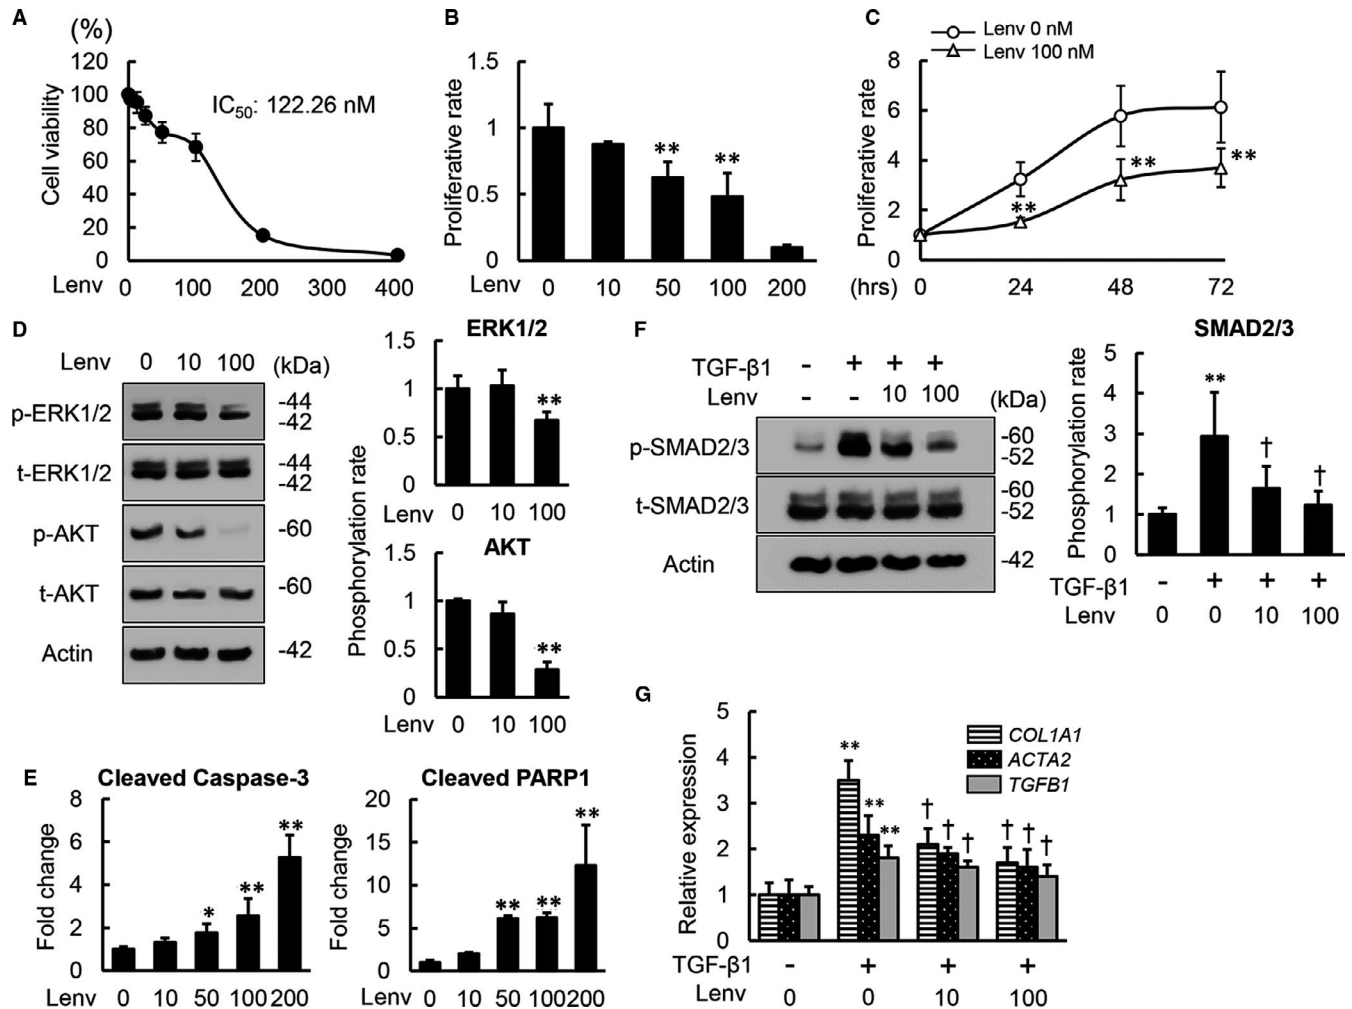 A
(%)
120
100
80
60
40
20
0
Cell viability
IC50: 122.26 nM
Lenv 0 100 200 300 400
B
1.5
1
0.5
0
Proliferative rate
** **
Lenv 0 10 50 100 200
C
Lenv 0 nM
Lenv 100 nM
8
6
4
2
0
Proliferative rate
** ** **
(hrs) 0 24 48 72
D
Lenv 0 10 100 (kDa)
p-ERK1/2 -44
-42
t-ERK1/2 -44
-42
p-AKT -60
t-AKT -60
Actin -42
Phosphorylation rate
ERK1/2
1.5
1
0.5
0
**
Lenv 0 10 100
AKT
1.5
1
0.5
0
**
Lenv 0 10 100
E
Cleaved Caspase-3
8
6
4
2
0
Fold change
* ** **
Lenv 0 10 50 100 200
Cleaved PARP1
20
15
10
5
0
Fold change
** ** **
Lenv 0 10 50 100 200
F
TGF-β1 - + + +
Lenv - - 10 100 (kDa)
p-SMAD2/3 -60
-52
t-SMAD2/3 -60
-52
Actin -42
SMAD2/3
5
4
3
2
1
0
Phosphorylation rate
** † †
TGF-β1 - + + +
Lenv 0 0 10 100
G
5
4
3
2
1
0
Relative expression
COL1A1
ACTA2
TGFB1
** ** ** † † † † † †
TGF-β1 - + + +
Lenv 0 0 10 100